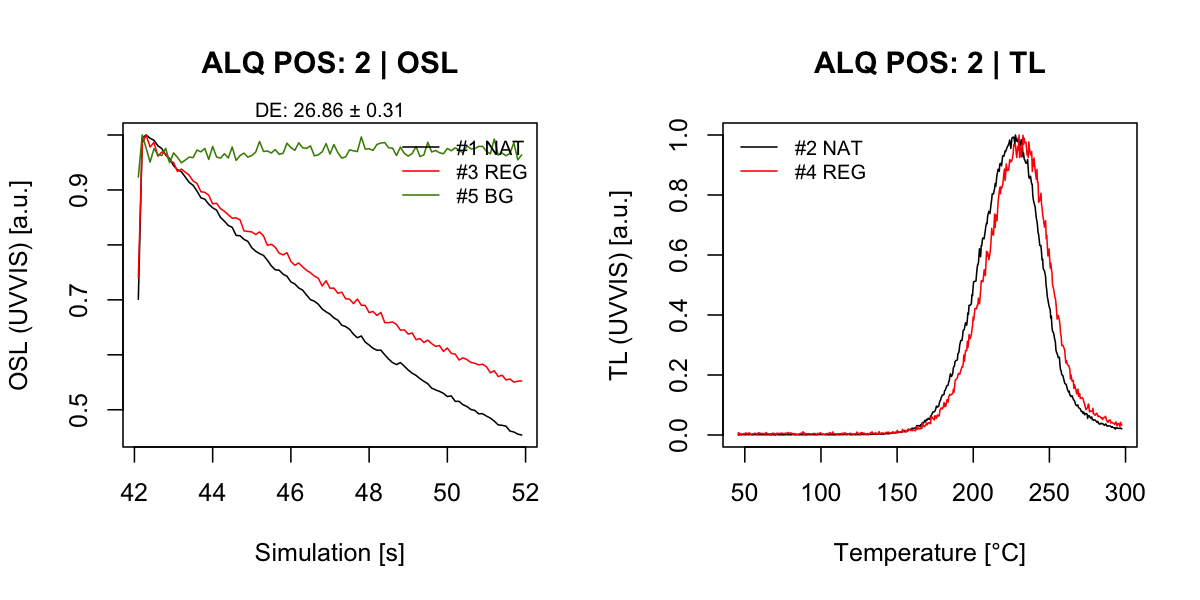 ALQ POS: 2 | OSL
DE: 26.86 ± 0.31
OSL (UVVIS) [a.u.]
0.9
0.7
0.5
#1 NAT
#3 REG
#5 BG
42 44 46 48 50 52
Simulation [s]
ALQ POS: 2 | TL
TL (UVVIS) [a.u.]
1.0
0.8
0.6
0.4
0.2
0.0
#2 NAT
#4 REG
50 100 150 200 250 300
Temperature [°C]